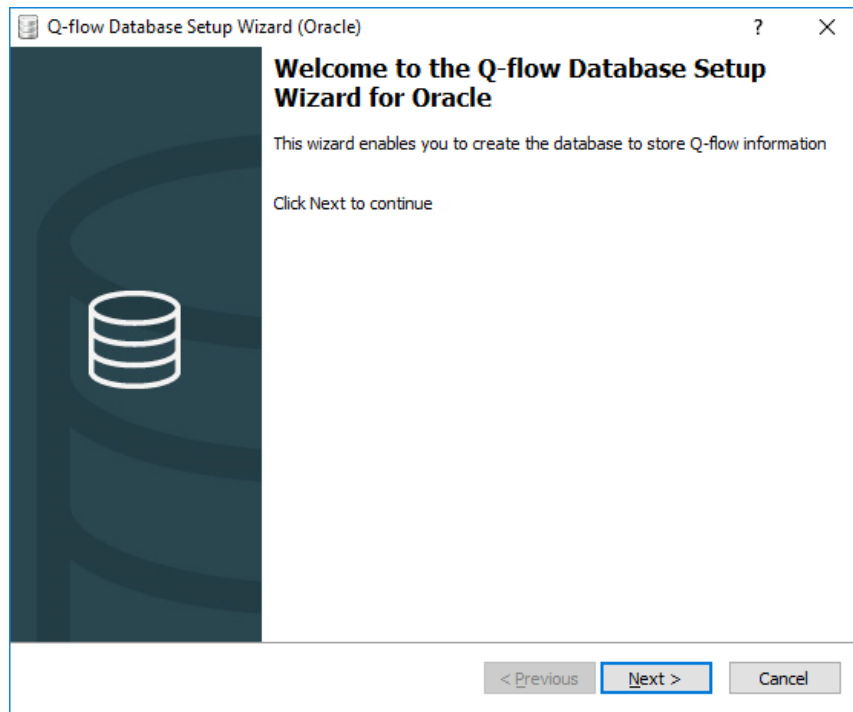 Q-flow Database Setup Wizard (Oracle)
?
Welcome to the Q-flow Database Setup
Wizard for Oracle
This wizard enables you to create the database to store Q-flow information
Click Next to continue
< Previous
Next >
Cancel